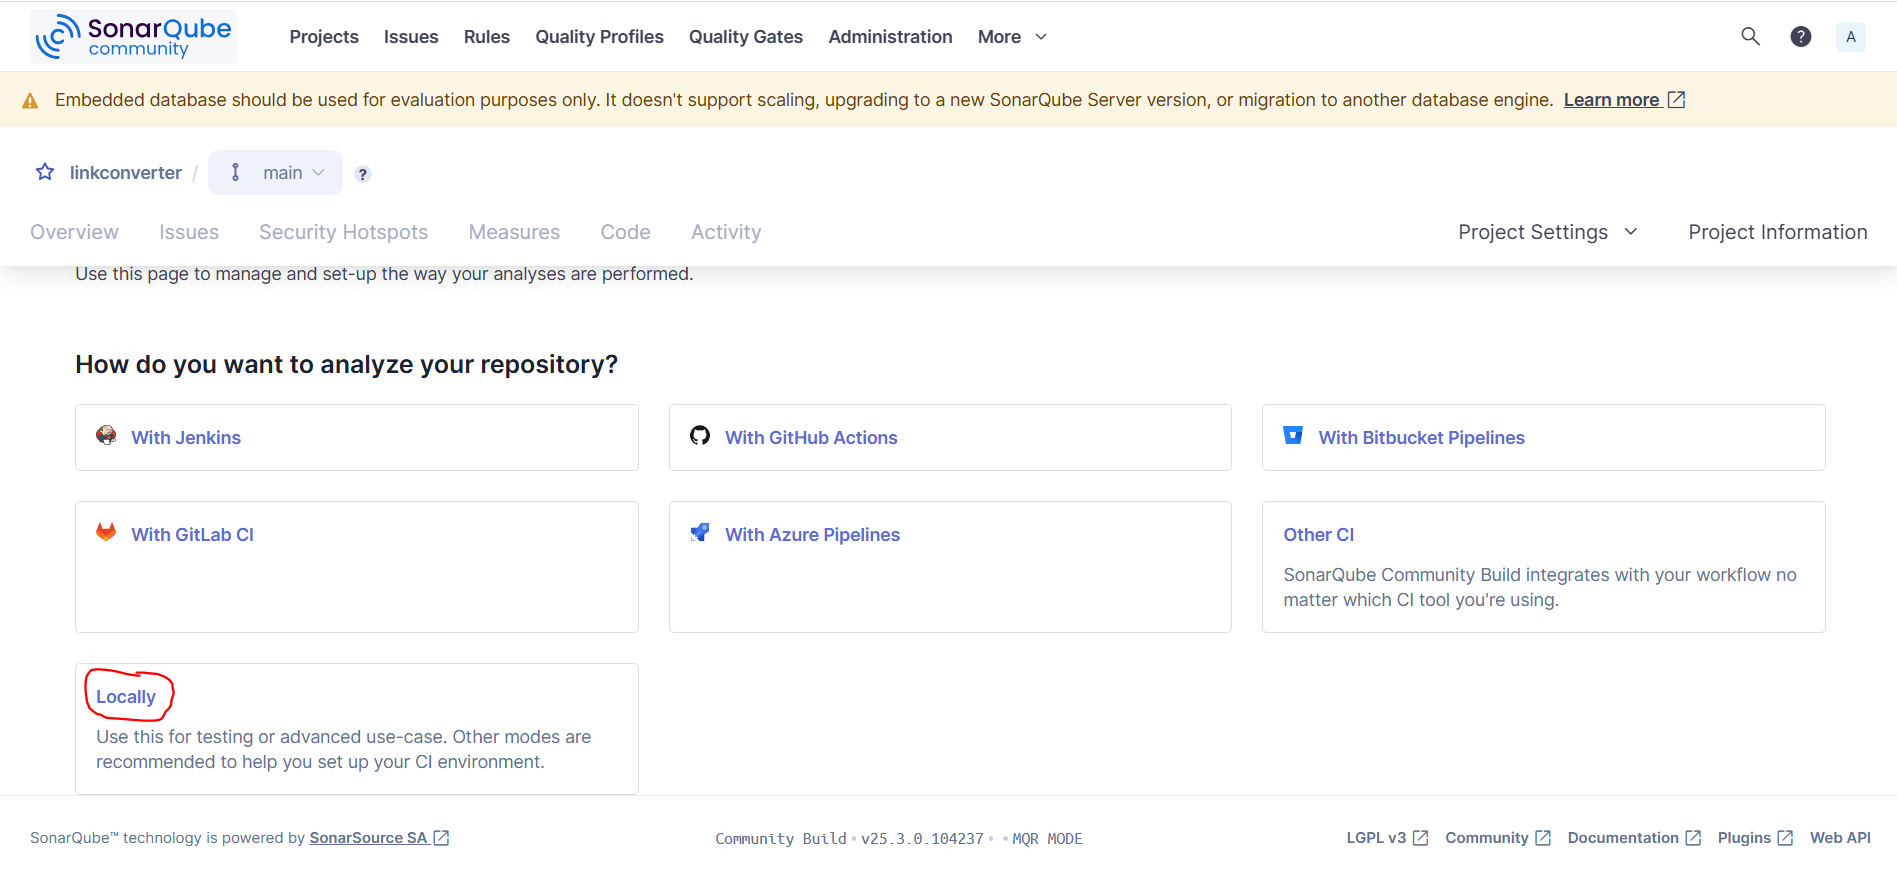 SonarQube
community
Projects Issues Rules Quality Profiles Quality Gates Administration More ? A
Embedded database should be used for evaluation purposes only. It doesn't support scaling, upgrading to a new SonarQube Server version, or migration to another database engine. Learn more
linkconverter / main ?
Overview Issues Security Hotspots Measures Code Activity Project Settings Project Information
Use this page to manage and set-up the way your analyses are performed.
How do you want to analyze your repository?
With Jenkins
With GitHub Actions
With Bitbucket Pipelines
With GitLab CI
With Azure Pipelines
Other CI
SonarQube Community Build integrates with your workflow no
matter which CI tool you're using.
Locally
Use this for testing or advanced use-case. Other modes are
recommended to help you set up your CI environment.
SonarQube™ technology is powered by SonarSource SA
Community Build • v25.3.0.104237 • • MQR MODE
LGPL v3 Community Documentation Plugins Web API